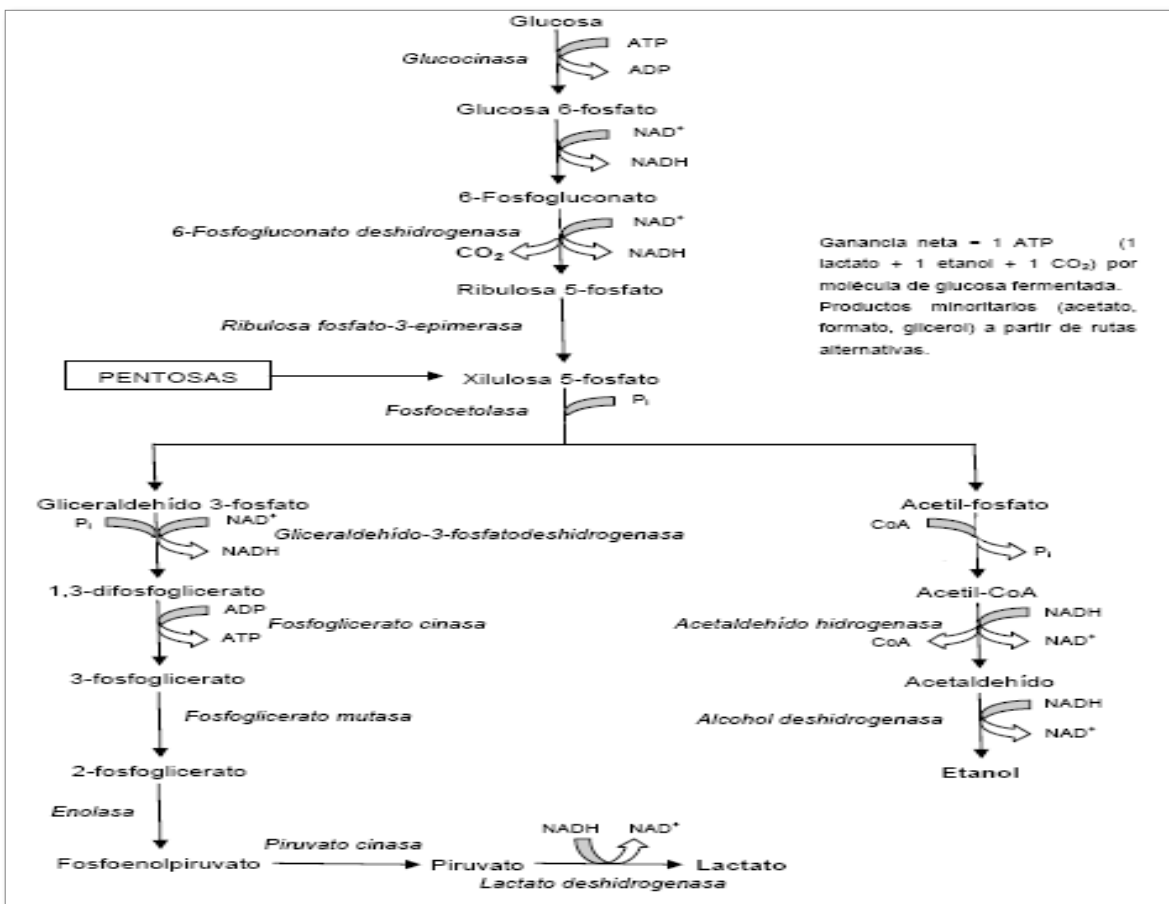 Glucosa
ATP
Glucocinasa
ADP
Glucosa 6-fosfato
NAD⁺
NADH
6-Fosfogluconato
6-Fosfogluconato deshidrogenasa
NAD⁺
CO₂
NADH
Ribulosa 5-fosfato
Ribulosa fosfato-3-epimerasa
Ganancia neta = 1 ATP (1
lactato + 1 etanol + 1 CO₂) por
molécula de glucosa fermentada.
Productos minoritarios (acetato,
formato, glicerol) a partir de rutas
alternativas.
PENTOSAS
Xilulosa 5-fosfato
Fosfocetolasa
Pᵢ
Gliceraldehído 3-fosfato
Pᵢ
NAD⁺
Gliceraldehído-3-fosfatodeshidrogenasa
NADH
1,3-difosfoglicerato
ADP
Fosfoglicerato cinasa
ATP
3-fosfoglicerato
Fosfoglicerato mutasa
2-fosfoglicerato
Enolasa
Fosfoenolpiruvato
Piruvato cinasa
Piruvato
NADH
NAD⁺
Lactato deshidrogenasa
Lactato
Acetil-fosfato
CoA
Pᵢ
Acetil-CoA
NADH
Acetaldehído hidrogenasa
CoA
NAD⁺
Acetaldehído
NADH
Alcohol deshidrogenasa
NAD⁺
Etanol